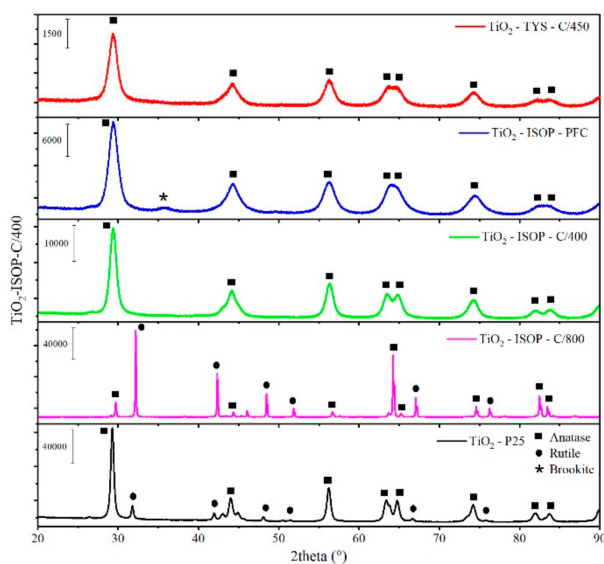 1500
TiO2 - TYS - C/450
6000
TiO2 - ISOP - PFC
*
TiO2-ISOP-C/400
10000
TiO2 - ISOP - C/400
40000
TiO2 - ISOP - C/800
40000
TiO2 - P25
■ Anatase
● Rutile
* Brookite
20 30 40 50 60 70 80 90
2theta (°)